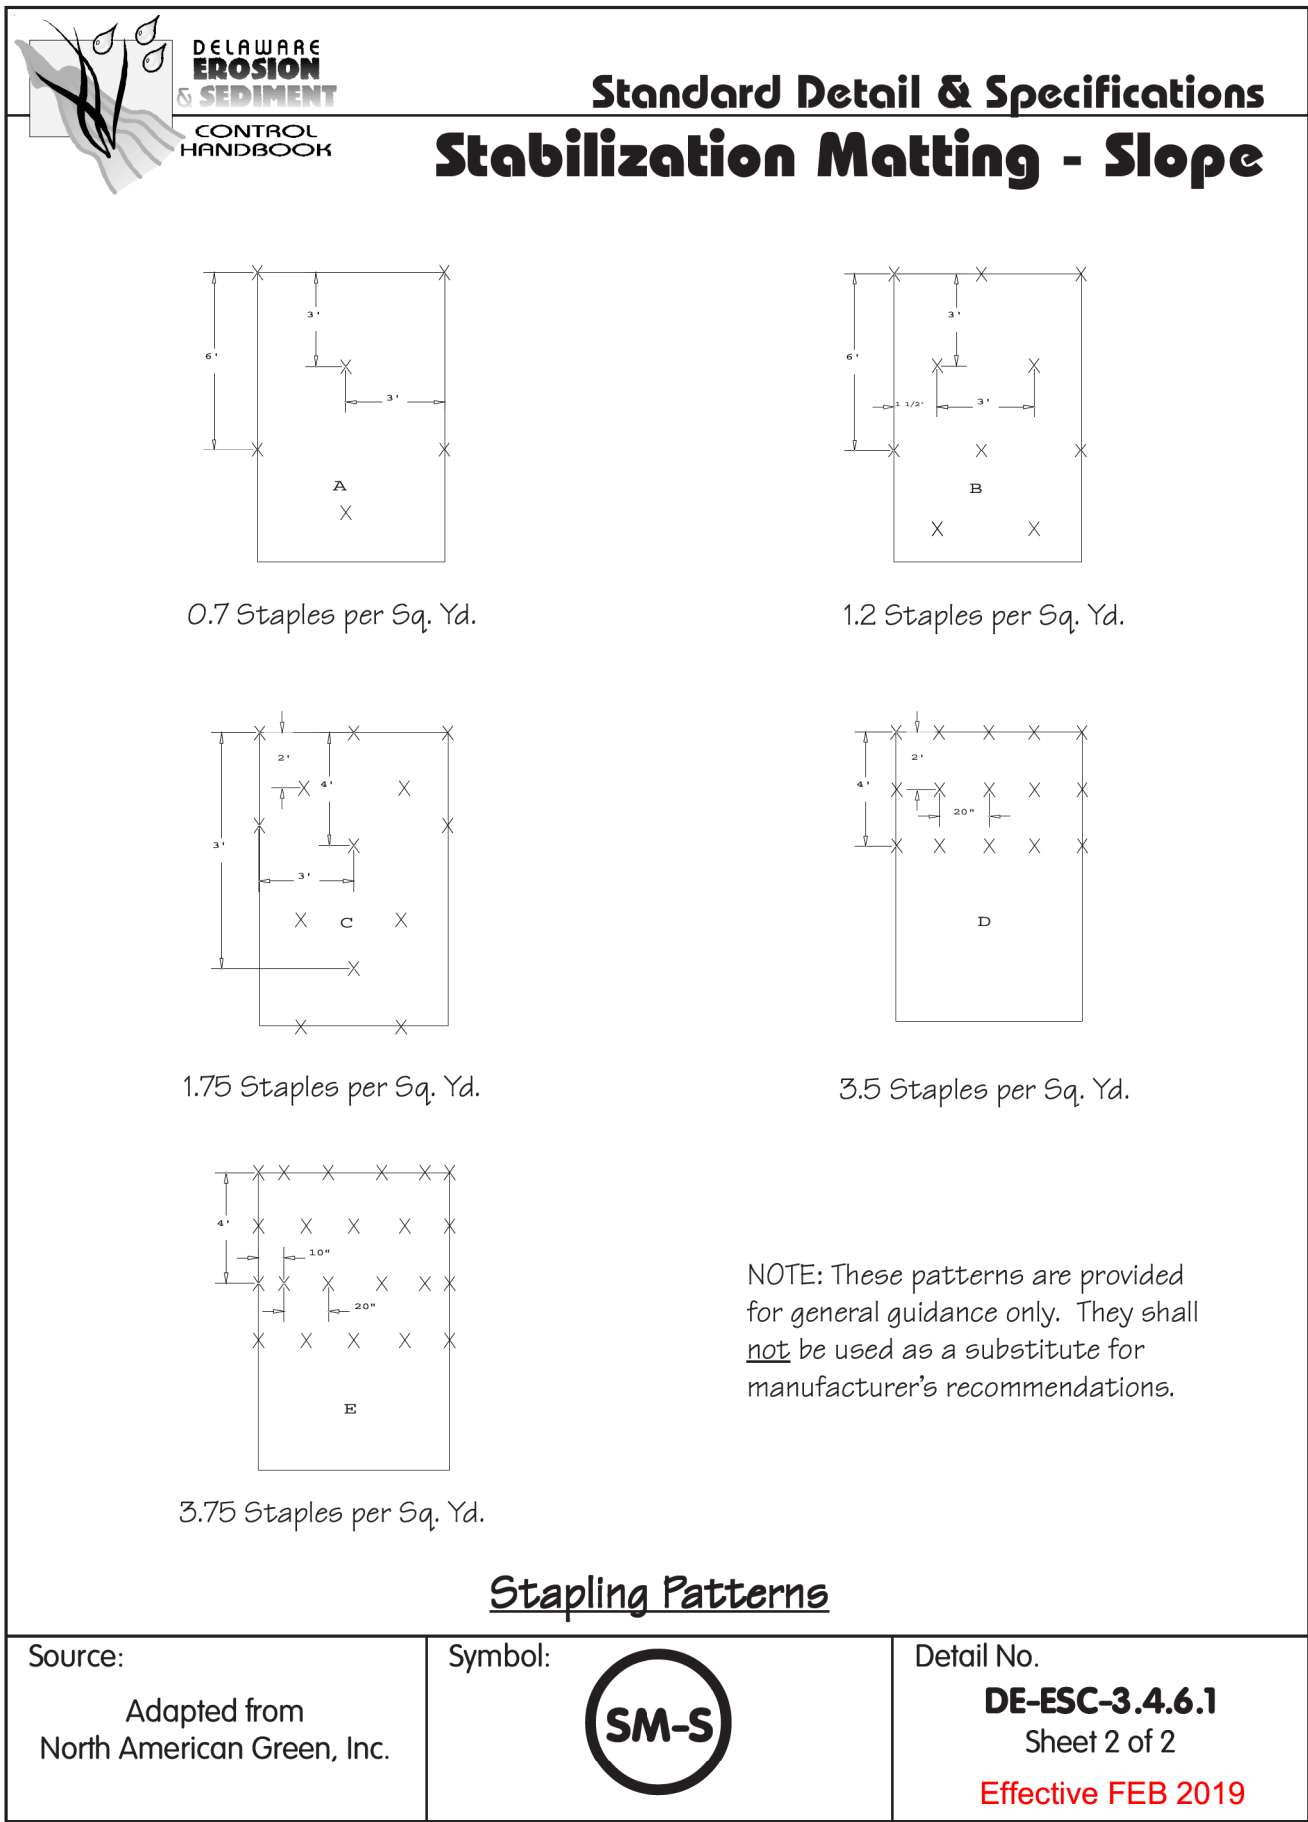 DELAWARE
EROSION
& SEDIMENT
CONTROL
HANDBOOK
Standard Detail & Specifications
Stabilization Matting - Slope
6'
3'
3'
A
0.7 Staples per Sq. Yd.
6'
3'
1 1/2'
3'
B
1.2 Staples per Sq. Yd.
2'
4'
3'
3'
C
1.75 Staples per Sq. Yd.
2'
4'
20"
D
3.5 Staples per Sq. Yd.
4'
10"
20"
E
3.75 Staples per Sq. Yd.
NOTE: These patterns are provided
for general guidance only. They shall
not be used as a substitute for
manufacturer's recommendations.
Stapling Patterns
Source:
Adapted from
North American Green, Inc.
Symbol:
SM-S
Detail No.
DE-ESC-3.4.6.1
Sheet 2 of 2
Effective FEB 2019